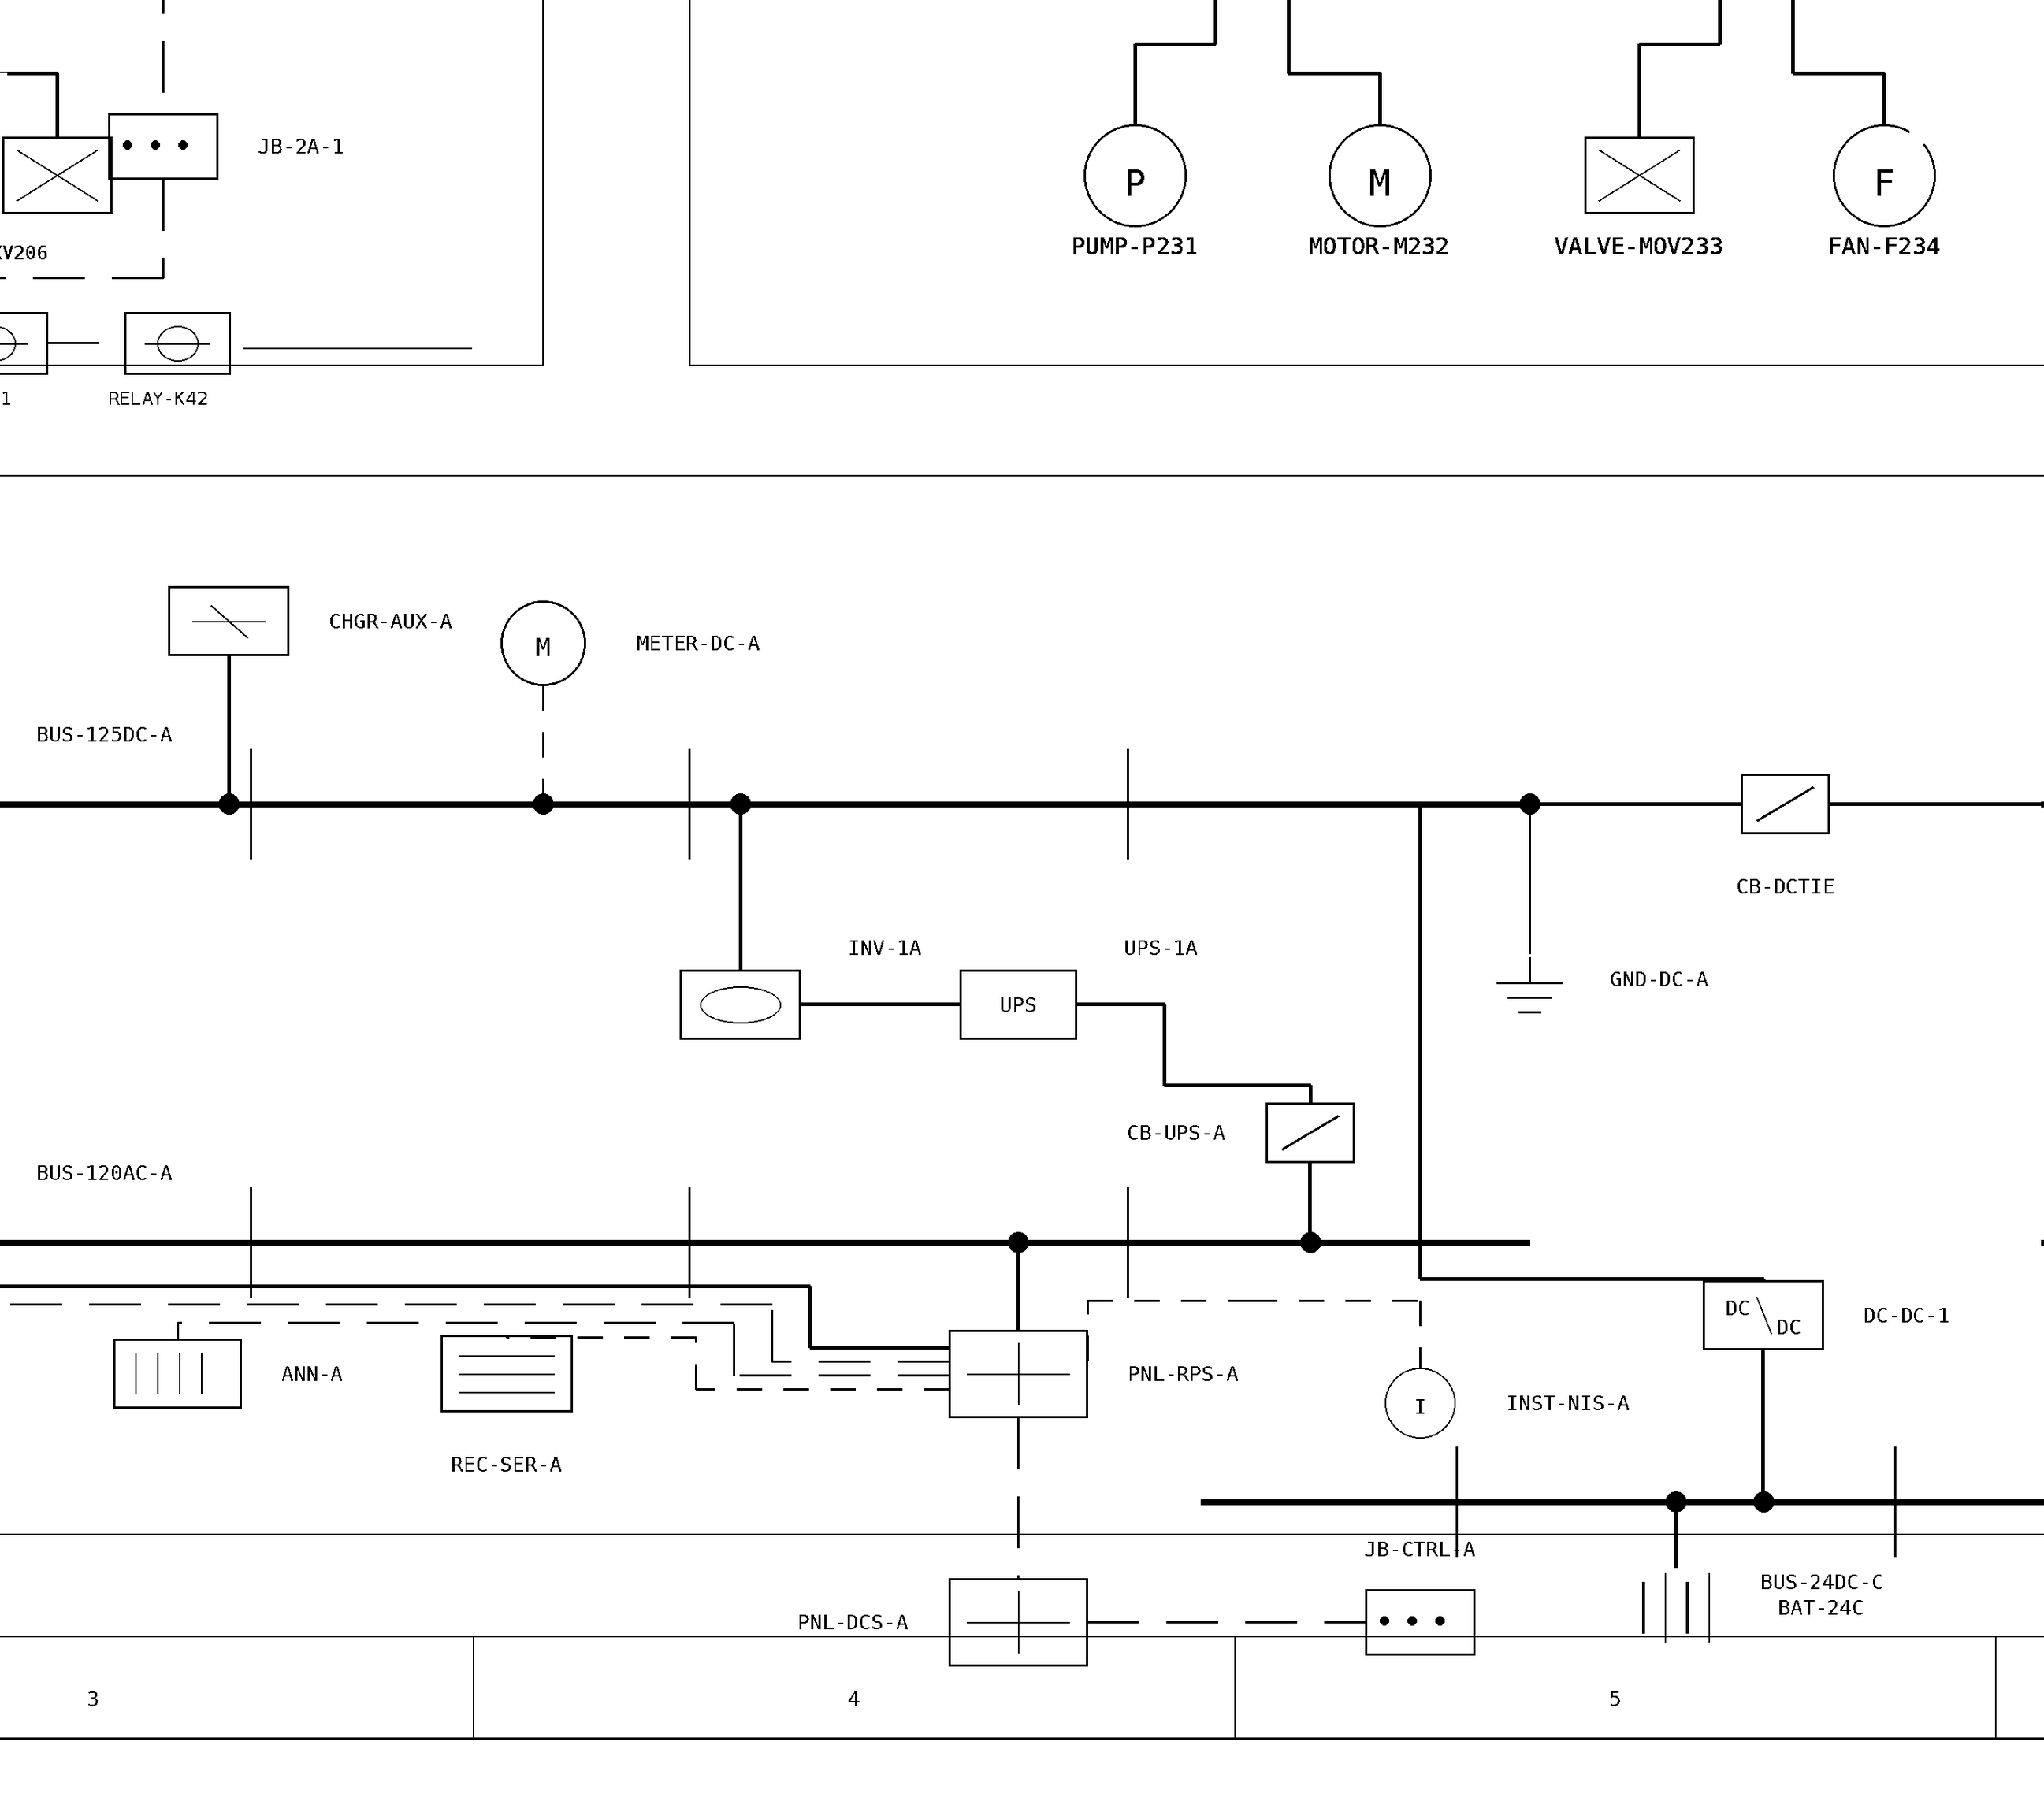 JB-2A-1
P
M
F
XV206
PUMP-P231
MOTOR-M232
VALVE-MOV233
FAN-F234
1
RELAY-K42
CHGR-AUX-A
M
METER-DC-A
BUS-125DC-A
CB-DCTIE
INV-1A
UPS-1A
GND-DC-A
UPS
CB-UPS-A
BUS-120AC-A
DC
DC
DC-DC-1
ANN-A
PNL-RPS-A
I
INST-NIS-A
REC-SER-A
JB-CTRL-A
BUS-24DC-C
BAT-24C
PNL-DCS-A
3
4
5